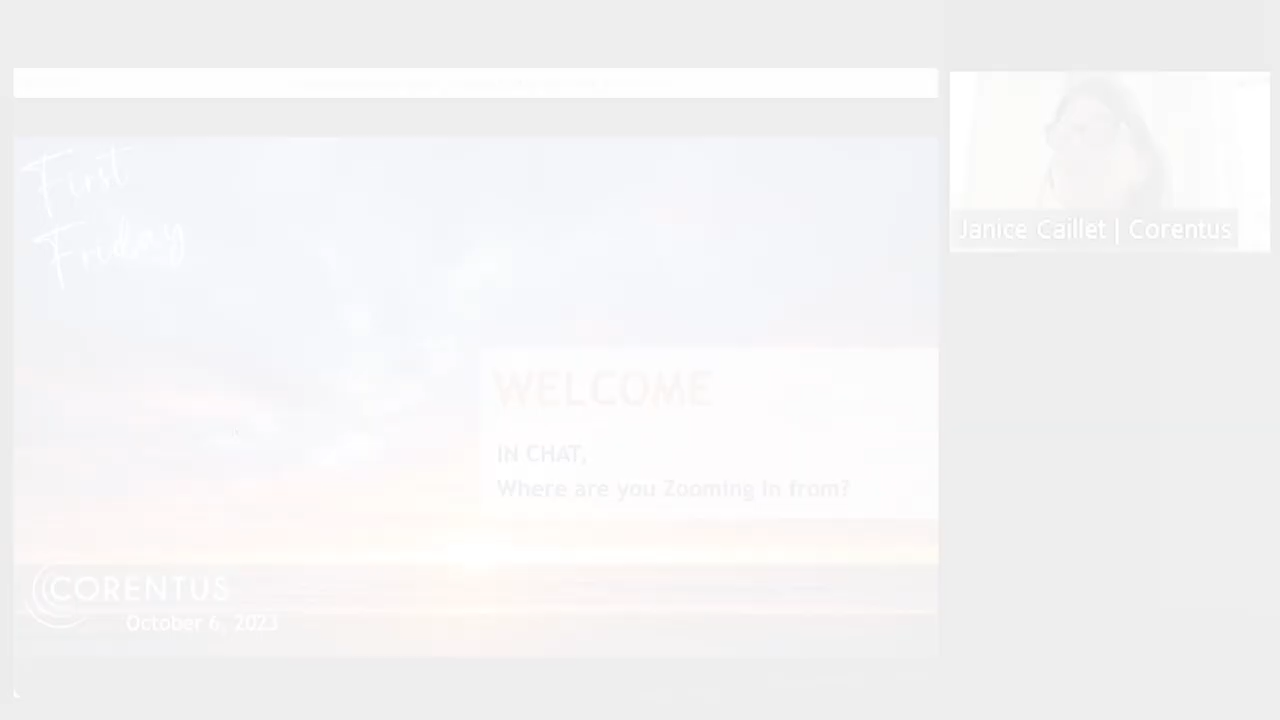 First
Friday
Janice Caillet | Corentus
WELCOME
IN CHAT,
Where are you Zooming in from?
CORENTUS
October 6, 2023